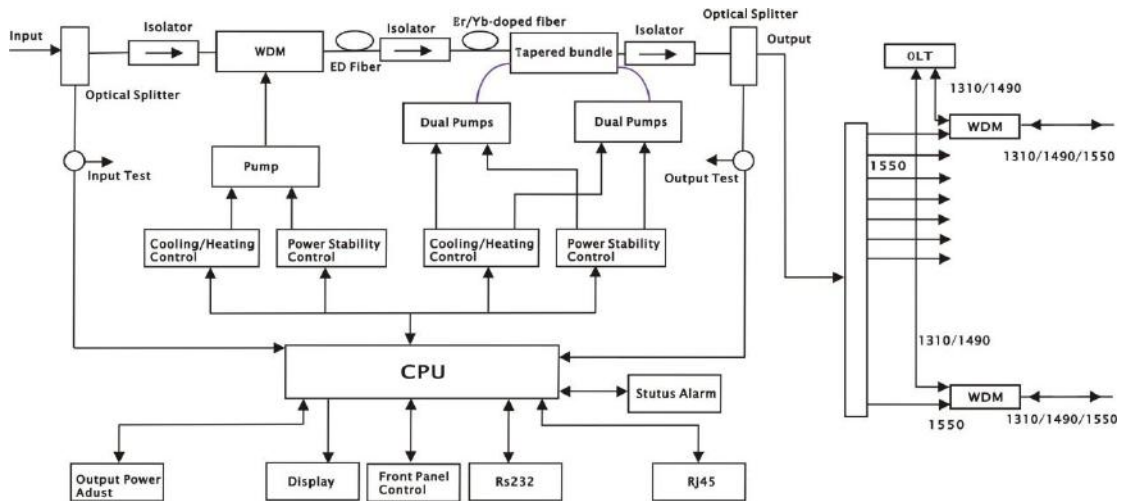 Input
Isolator
WDM
ED Fiber
Isolator
Er/Yb-doped fiber
Tapered bundle
Isolator
Optical Splitter
Output
Optical Splitter
Input Test
Pump
Dual Pumps
Dual Pumps
Output Test
Cooling/Heating
Control
Power Stability
Control
Cooling/Heating
Control
Power Stability
Control
CPU
Stutus Alarm
Output Power
Adust
Display
Front Panel
Control
Rs232
RJ45
OLT
1310/1490
WDM
1310/1490/1550
1550
1310/1490
WDM
1550
1310/1490/1550